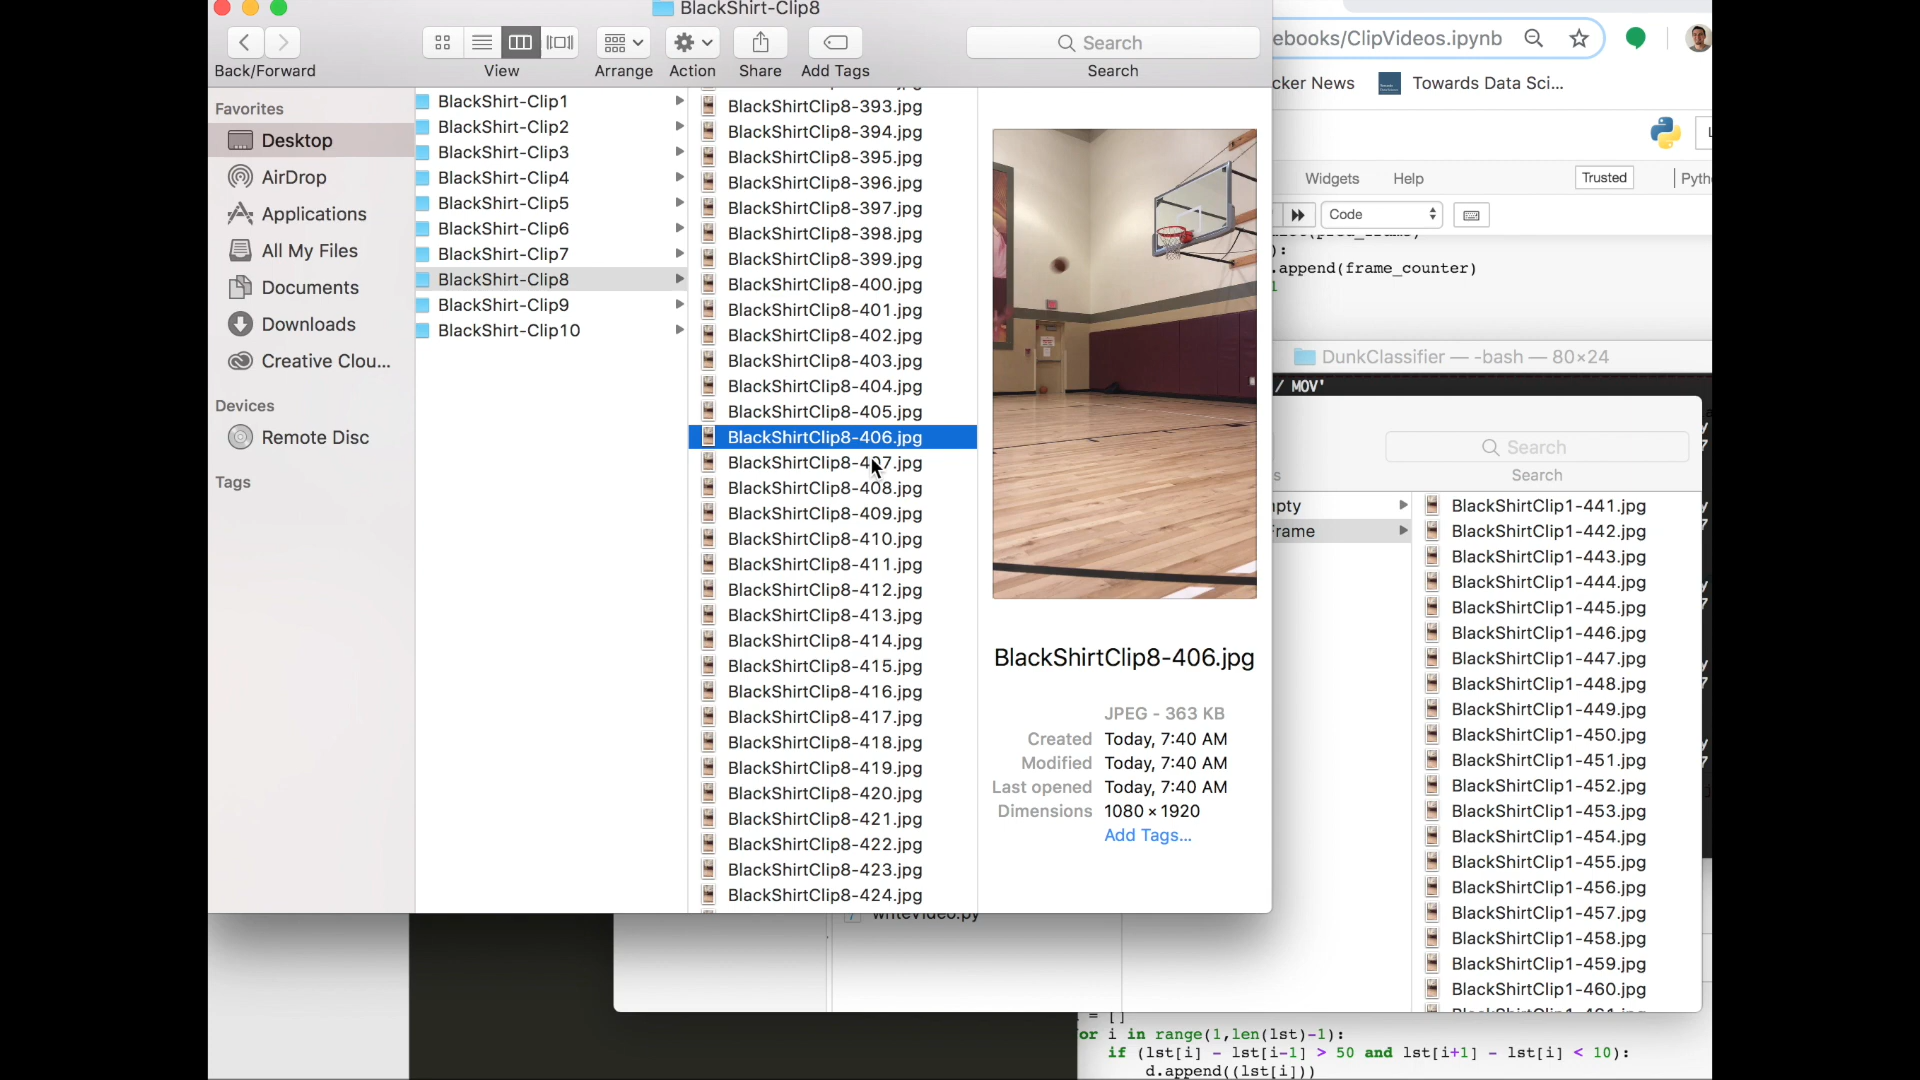 BlackShirt-Clip8
Back/Forward
View
Arrange
Action
Share
Add Tags
Search
Search
Favorites
Desktop
AirDrop
Applications
All My Files
Documents
Downloads
Creative Clou...
Devices
Remote Disc
Tags
BlackShirt-Clip1
BlackShirt-Clip2
BlackShirt-Clip3
BlackShirt-Clip4
BlackShirt-Clip5
BlackShirt-Clip6
BlackShirt-Clip7
BlackShirt-Clip8
BlackShirt-Clip9
BlackShirt-Clip10
BlackShirtClip8-393.jpg
BlackShirtClip8-394.jpg
BlackShirtClip8-395.jpg
BlackShirtClip8-396.jpg
BlackShirtClip8-397.jpg
BlackShirtClip8-398.jpg
BlackShirtClip8-399.jpg
BlackShirtClip8-400.jpg
BlackShirtClip8-401.jpg
BlackShirtClip8-402.jpg
BlackShirtClip8-403.jpg
BlackShirtClip8-404.jpg
BlackShirtClip8-405.jpg
BlackShirtClip8-406.jpg
BlackShirtClip8-407.jpg
BlackShirtClip8-408.jpg
BlackShirtClip8-409.jpg
BlackShirtClip8-410.jpg
BlackShirtClip8-411.jpg
BlackShirtClip8-412.jpg
BlackShirtClip8-413.jpg
BlackShirtClip8-414.jpg
BlackShirtClip8-415.jpg
BlackShirtClip8-416.jpg
BlackShirtClip8-417.jpg
BlackShirtClip8-418.jpg
BlackShirtClip8-419.jpg
BlackShirtClip8-420.jpg
BlackShirtClip8-421.jpg
BlackShirtClip8-422.jpg
BlackShirtClip8-423.jpg
BlackShirtClip8-424.jpg
BlackShirtClip8-406.jpg
JPEG - 363 KB
Created Today, 7:40 AM
Modified Today, 7:40 AM
Last opened Today, 7:40 AM
Dimensions 1080 × 1920
Add Tags...
ebooks/ClipVideos.ipynb
cker News
Towards Data Sci...
Widgets
Help
Trusted
Pyth
Code
):
.append(frame_counter)
1
DunkClassifier — -bash — 80×24
/ MOV'
Search
Search
s
pty
rame
BlackShirtClip1-441.jpg
BlackShirtClip1-442.jpg
BlackShirtClip1-443.jpg
BlackShirtClip1-444.jpg
BlackShirtClip1-445.jpg
BlackShirtClip1-446.jpg
BlackShirtClip1-447.jpg
BlackShirtClip1-448.jpg
BlackShirtClip1-449.jpg
BlackShirtClip1-450.jpg
BlackShirtClip1-451.jpg
BlackShirtClip1-452.jpg
BlackShirtClip1-453.jpg
BlackShirtClip1-454.jpg
BlackShirtClip1-455.jpg
BlackShirtClip1-456.jpg
BlackShirtClip1-457.jpg
BlackShirtClip1-458.jpg
BlackShirtClip1-459.jpg
BlackShirtClip1-460.jpg
writeVideo.py
= []
or i in range(1,len(lst)-1):
if (lst[i] - lst[i-1] > 50 and lst[i+1] - lst[i] < 10):
d.append((lst[i]))